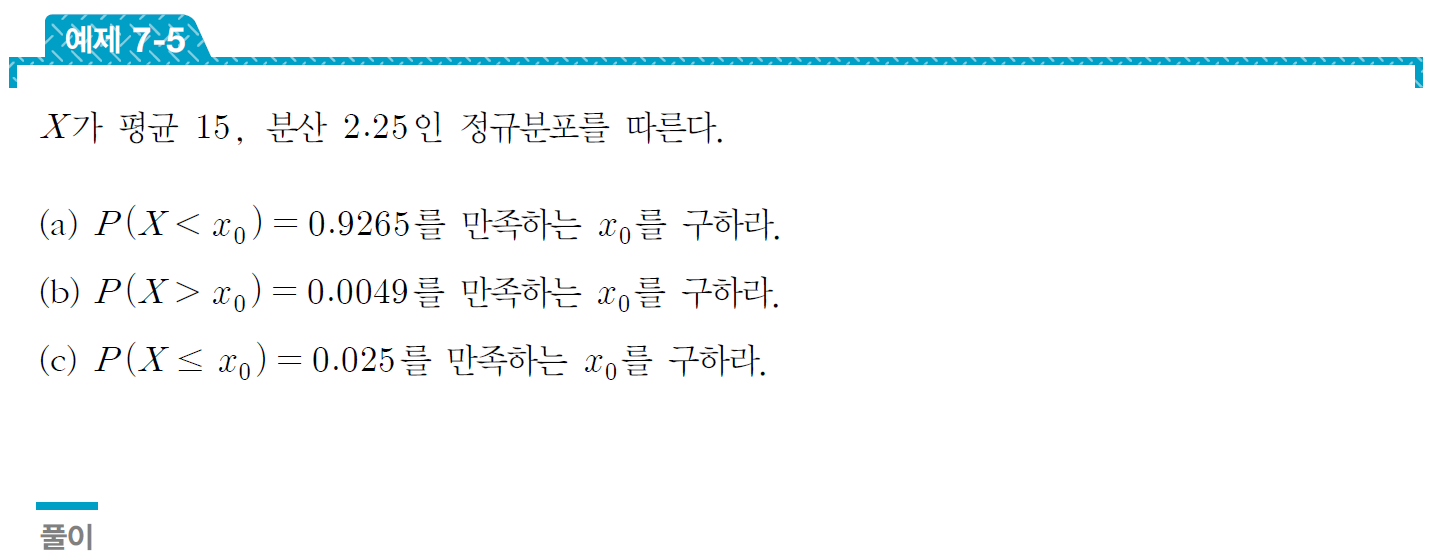 예제 7-5
X가 평균 15, 분산 2.25인 정규분포를 따른다.
(a) P(X < x₀) = 0.9265를 만족하는 x₀를 구하라.
(b) P(X > x₀) = 0.0049를 만족하는 x₀를 구하라.
(c) P(X ≤ x₀) = 0.025를 만족하는 x₀를 구하라.
풀이